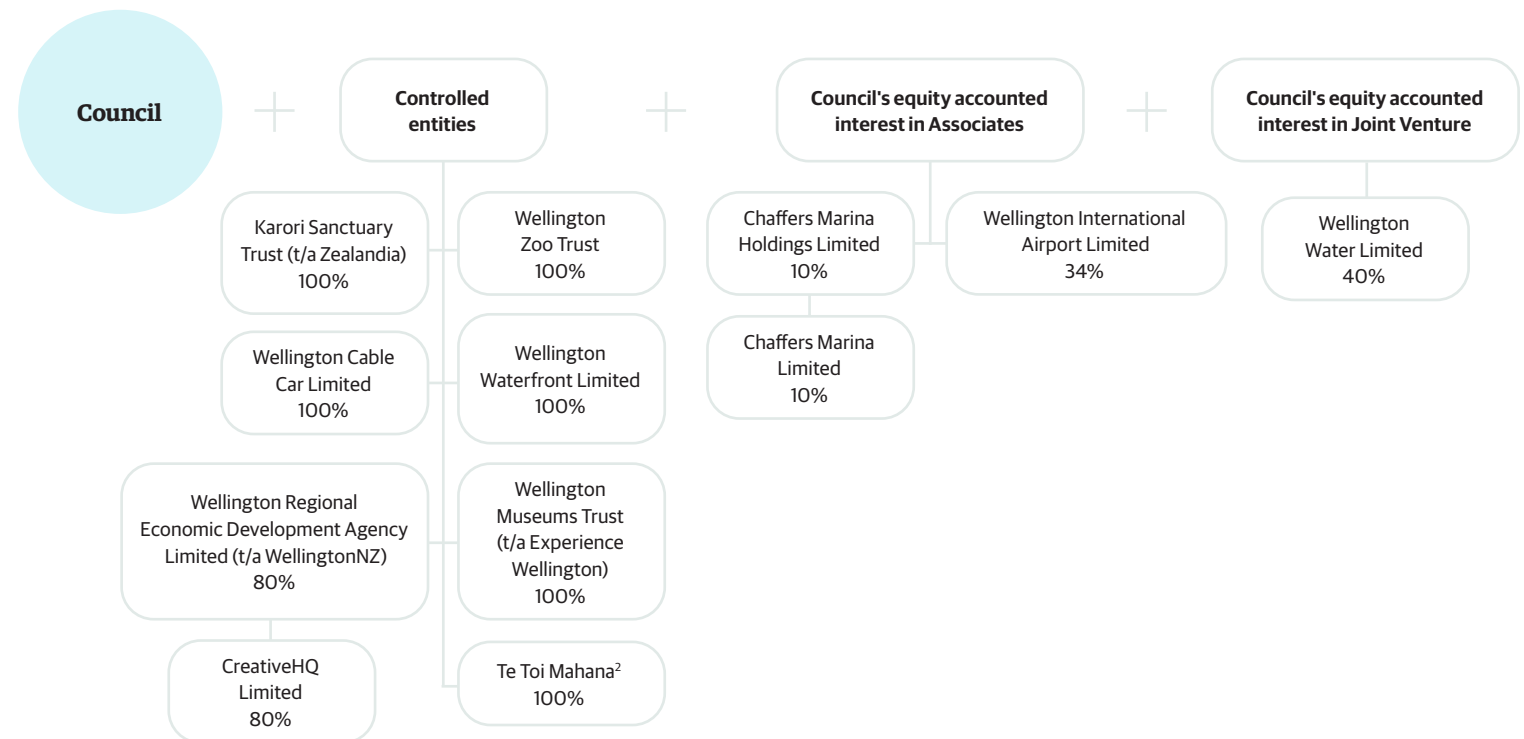 Council
Controlled
entities
Council's equity accounted
interest in Associates
Council's equity accounted
interest in Joint Venture
Karori Sanctuary
Trust (t/a Zealandia)
100%
Wellington
Zoo Trust
100%
Chaffers Marina
Holdings Limited
10%
Wellington International
Airport Limited
34%
Wellington
Water Limited
40%
Wellington Cable
Car Limited
100%
Wellington
Waterfront Limited
100%
Chaffers Marina
Limited
10%
Wellington Regional
Economic Development Agency
Limited (t/a WellingtonNZ)
80%
Wellington
Museums Trust
(t/a Experience
Wellington)
100%
CreativeHQ
Limited
80%
Te Toi Mahana²
100%